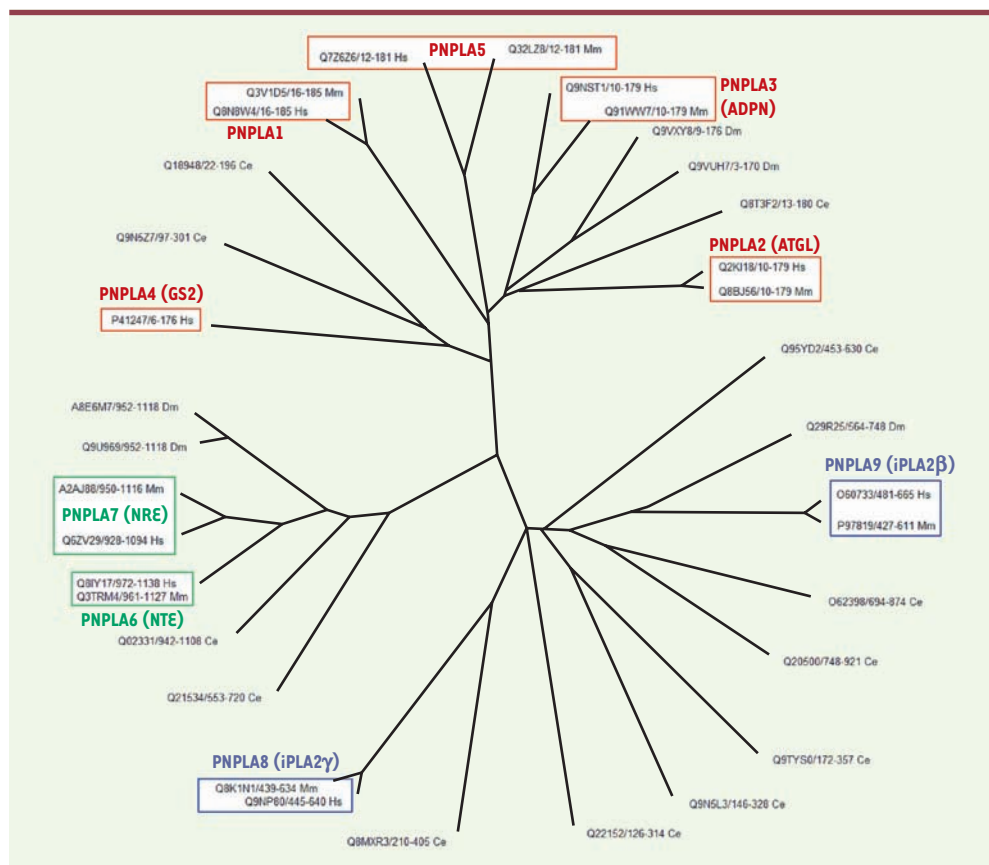 PNPLA5
Q7Z6Z6/12-181 Hs
Q32LZ8/12-181 Mm
Q3V1D5/16-185 Mm
Q8N8W4/16-185 Hs
PNPLA1
Q9NST1/10-179 Hs
Q91WW7/10-179 Mm
PNPLA3
(ADPN)
Q9VXY8/9-176 Dm
Q18948/22-196 Ce
Q9VUH7/3-170 Dm
Q8T3F2/13-180 Ce
Q9N5Z7/97-301 Ce
PNPLA2 (ATGL)
Q2KI18/10-179 Hs
Q8BJ56/10-179 Mm
PNPLA4 (GS2)
P41247/6-176 Hs
Q95YD2/453-630 Ce
A8E6M7/952-1118 Dm
Q29R25/564-748 Dm
Q9U969/952-1118 Dm
PNPLA9 (iPLA2β)
O60733/481-665 Hs
P97819/427-611 Mm
A2AJ88/950-1116 Mm
PNPLA7 (NRE)
Q6ZV29/928-1094 Hs
Q8IY17/972-1138 Hs
Q3TRM4/961-1127 Mm
PNPLA6 (NTE)
O62398/694-874 Ce
Q02331/942-1108 Ce
Q20500/748-921 Ce
Q21534/553-720 Ce
PNPLA8 (iPLA2γ)
Q8K1N1/439-634 Mm
Q9NP80/445-640 Hs
Q9TYS0/172-357 Ce
Q9N5L3/146-328 Ce
Q22152/126-314 Ce
Q8MXR3/210-405 Ce